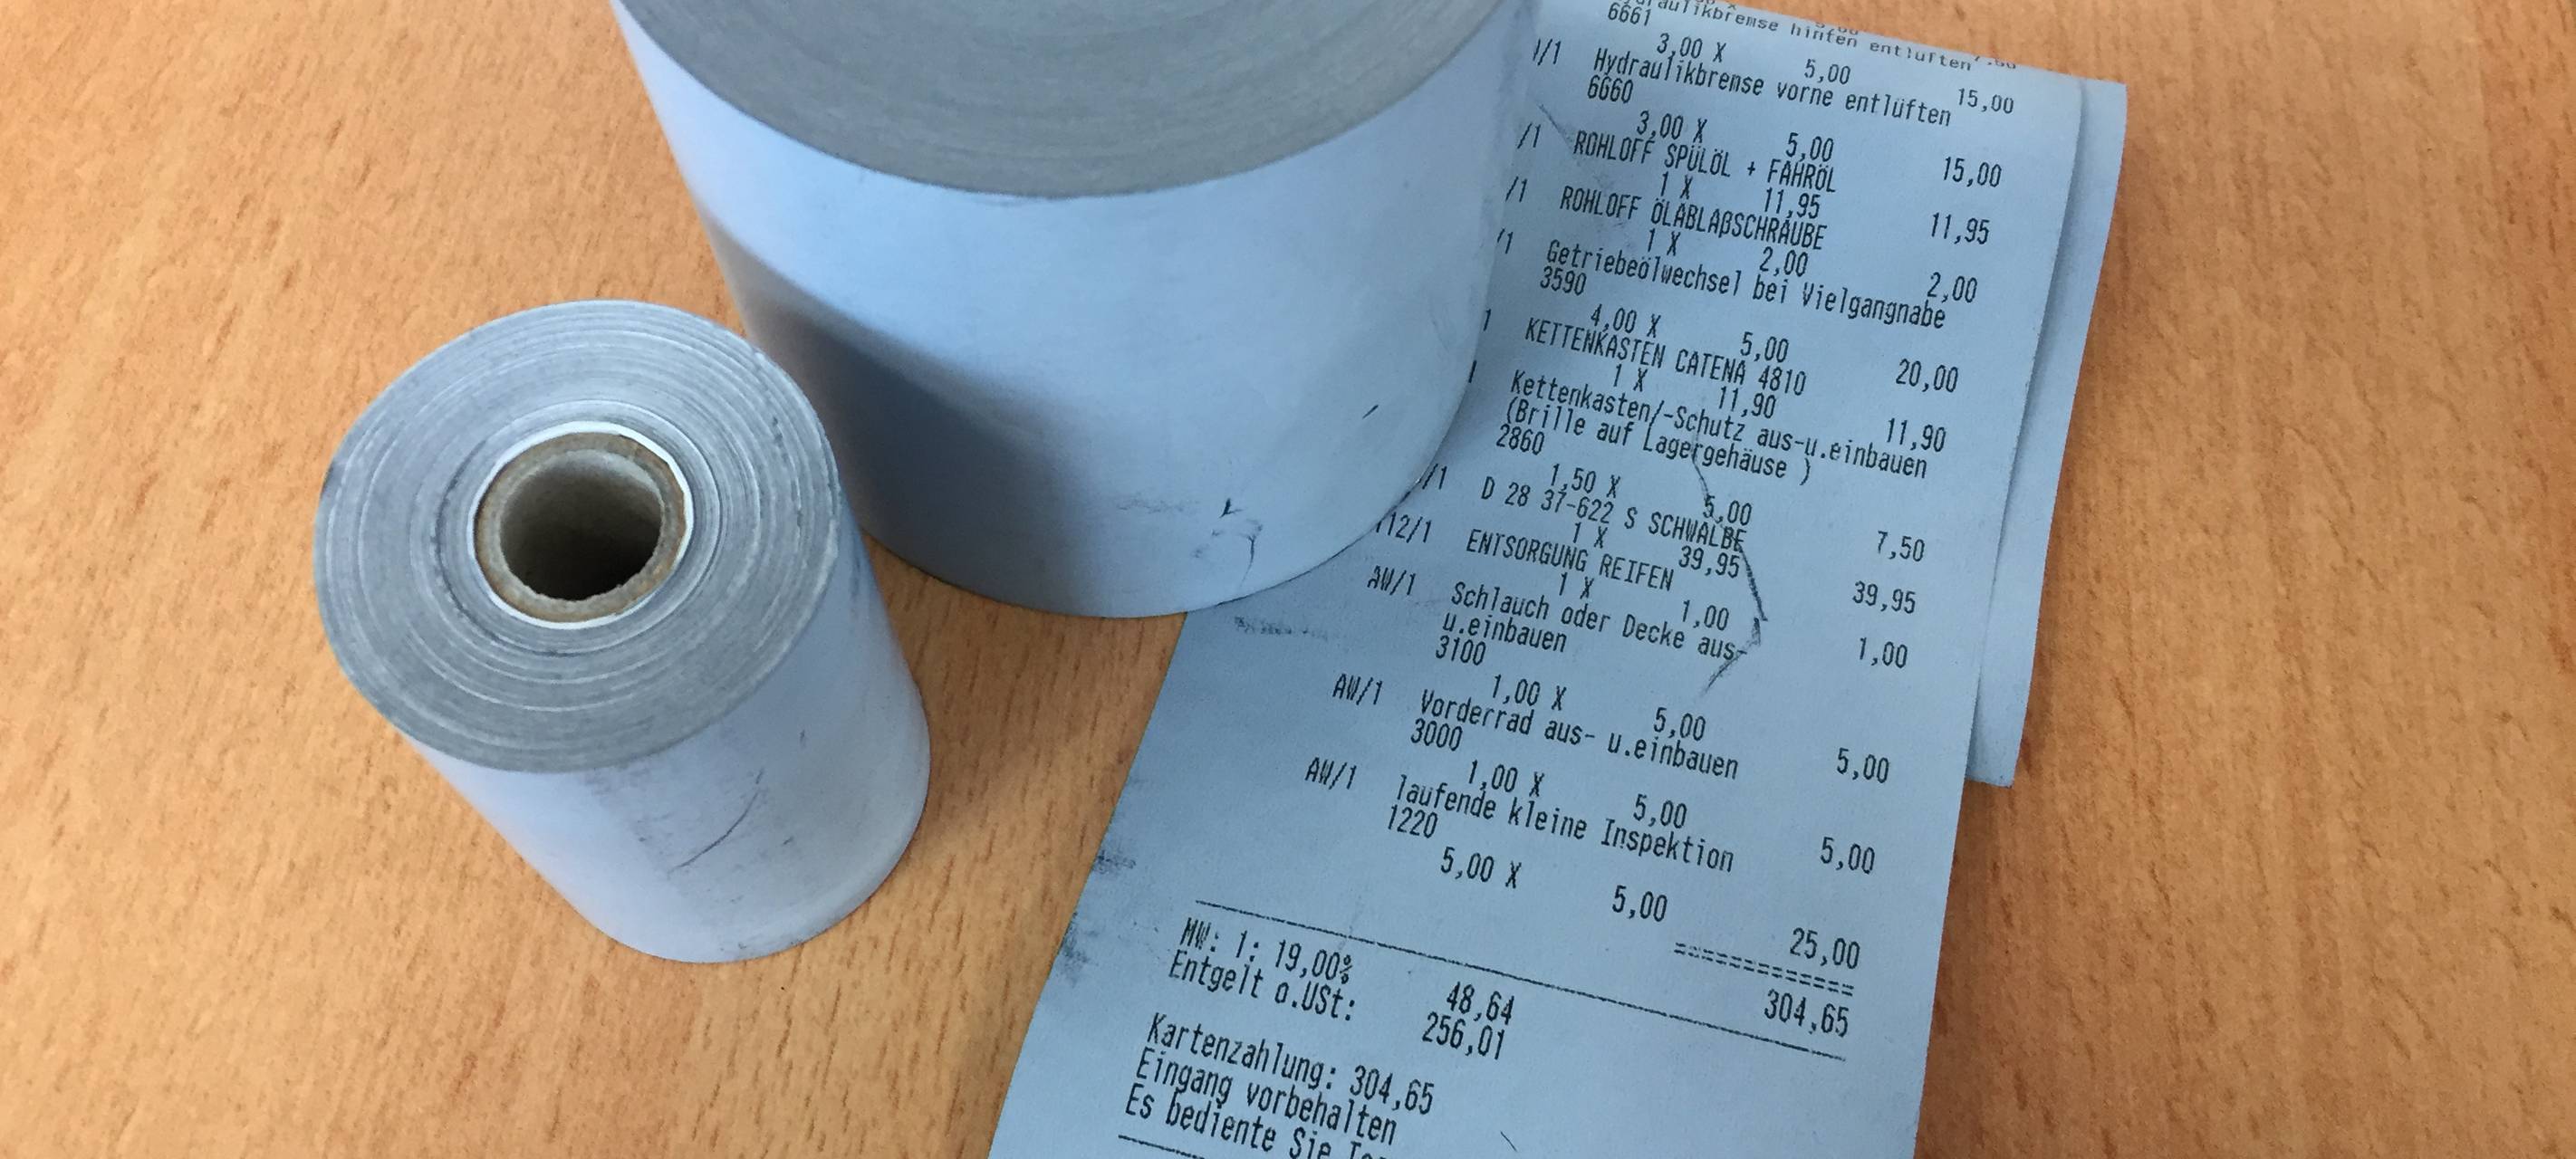 Hydraulikbremse hinten entlüften
6661
3,00 X 5,00 15,00
/1 Hydraulikbremse vorne entlüften
6660
3,00 X 5,00 15,00
/1 ROHLOFF SPÜLÖL + FAHRÖL
1 X 11,95 11,95
/1 ROHLOFF ÖLABLAßSCHRAUBE
1 X 2,00 2,00
/1 Getriebeölwechsel bei Vielgangnabe
3590
4,00 X 5,00 20,00
1 KETTENKASTEN CATENA 4810
1 X 11,90 11,90
Kettenkasten/-Schutz aus-u.einbauen
(Brille auf Lagergehäuse )
2860
1,50 X 5,00 7,50
/1 D 28 37-622 S SCHWALBE
1 X 39,95 39,95
112/1 ENTSORGUNG REIFEN
1 X 1,00 1,00
AW/1 Schlauch oder Decke aus-
u.einbauen
3100
1,00 X 5,00 5,00
AW/1 Vorderrad aus- u.einbauen
3000
1,00 X 5,00 5,00
AW/1 laufende kleine Inspektion
1220
5,00 X 5,00 25,00
===========
304,65
MW: 1: 19,00% 48,64
Entgelt o.USt: 256,01
Kartenzahlung: 304,65
Eingang vorbehalten
Es bediente Sie